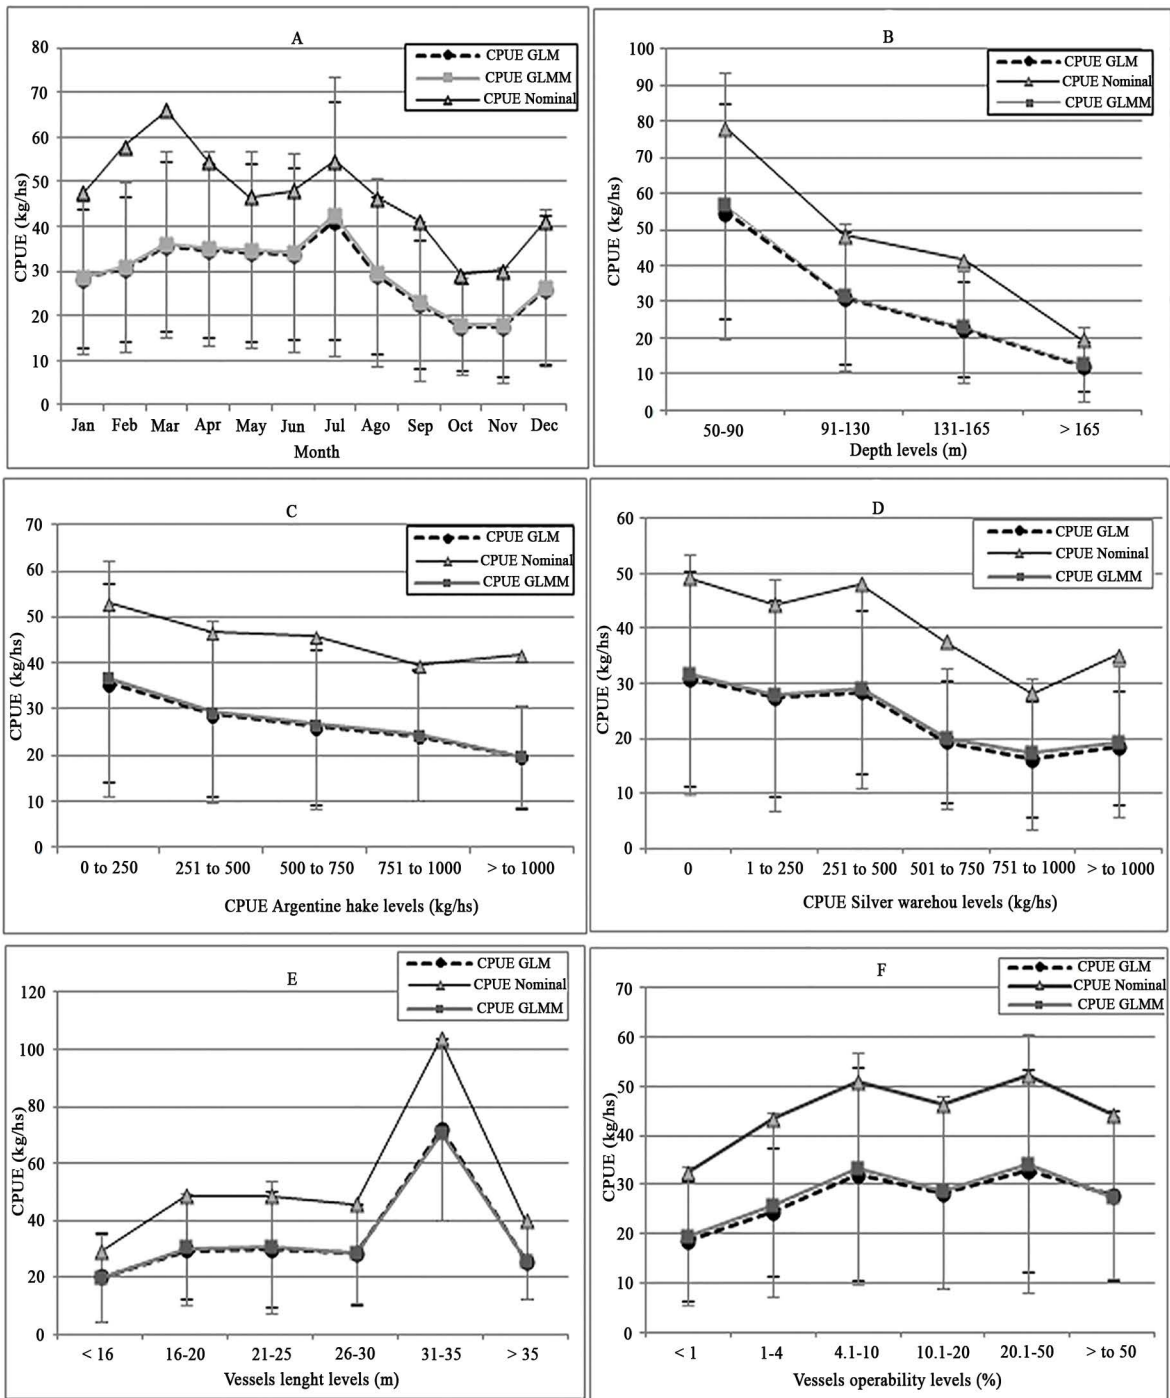 A
CPUE GLM
CPUE GLMM
CPUE Nominal
80
70
60
50
40
30
20
10
0
CPUE (kg/hs)
Jan Feb Mar Apr May Jun Jul Ago Sep Oct Nov Dec
Month
B
CPUE GLM
CPUE Nominal
CPUE GLMM
100
90
80
70
60
50
40
30
20
10
0
CPUE (kg/hs)
50-90 91-130 131-165 > 165
Depth levels (m)
C
CPUE GLM
CPUE Nominal
CPUE GLMM
70
60
50
40
30
20
10
0
CPUE (kg/hs)
0 to 250 251 to 500 500 to 750 751 to 1000 > to 1000
CPUE Argentine hake levels (kg/hs)
D
CPUE GLM
CPUE Nominal
CPUE GLMM
60
50
40
30
20
10
0
CPUE (kg/hs)
0 1 to 250 251 to 500 501 to 750 751 to 1000 > to 1000
CPUE Silver warehou levels (kg/hs)
E
CPUE GLM
CPUE Nominal
CPUE GLMM
120
100
80
60
40
20
0
CPUE (kg/hs)
< 16 16-20 21-25 26-30 31-35 > 35
Vessels lenght levels (m)
F
CPUE GLM
CPUE Nominal
CPUE GLMM
70
60
50
40
30
20
10
0
CPUE (kg/hs)
< 1 1-4 4.1-10 10.1-20 20.1-50 > to 50
Vessels operability levels (%)